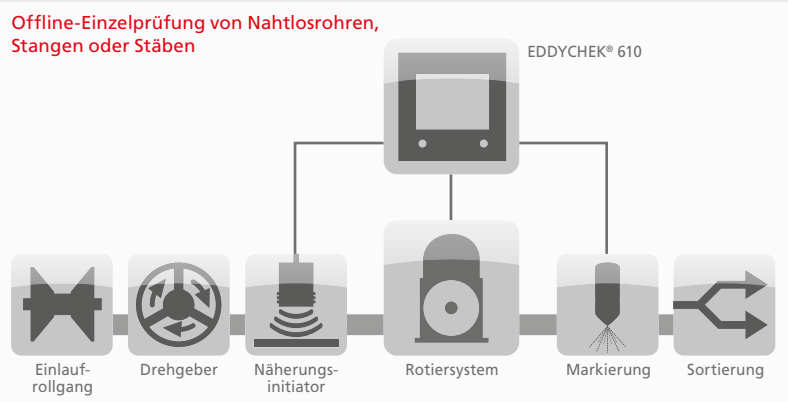 Offline-Einzelprüfung von Nahtlosrohren,
Stangen oder Stäben
EDDYCHEK® 610
Einlauf-
rollgang
Drehgeber
Näherungs-
initiator
Rotiersystem
Markierung
Sortierung